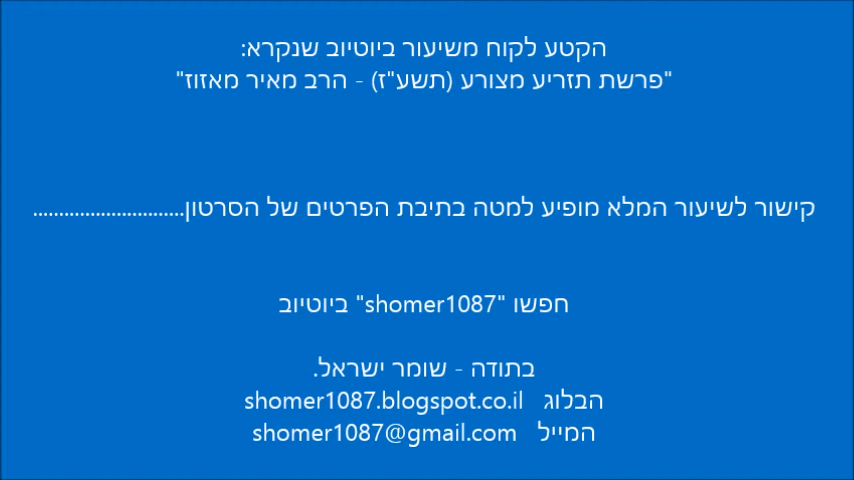 הקטע לקוח משיעור ביוטיוב שנקרא:
"פרשת תזריע מצורע (תשע"ז) - הרב מאיר מאזוז"
קישור לשיעור המלא מופיע למטה בתיבת הפרטים של הסרטון.............................
חפשו "shomer1087" ביוטיוב
בתודה - שומר ישראל.
הבלוג shomer1087.blogspot.co.il
המייל shomer1087@gmail.com